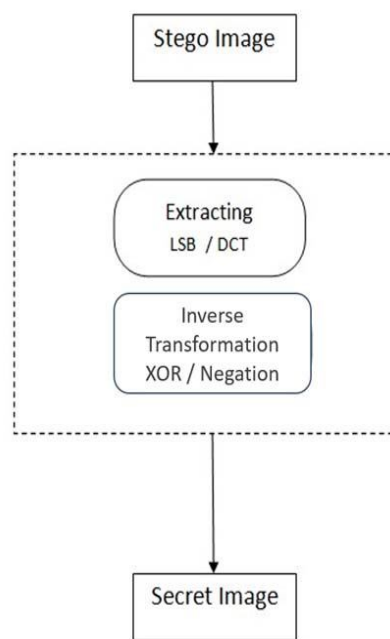 Stego Image
Extracting
LSB / DCT
Inverse
Transformation
XOR / Negation
Secret Image